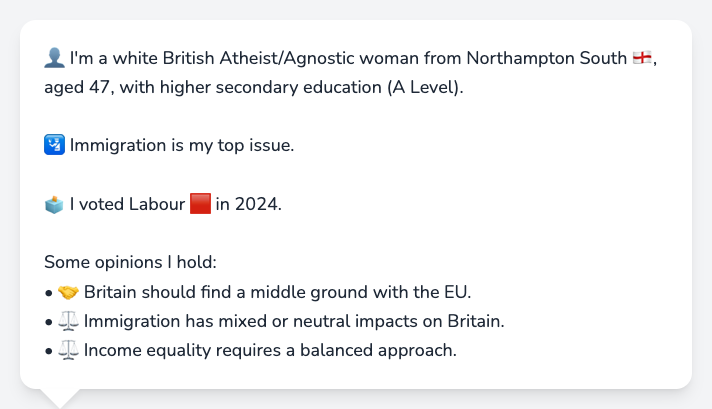 👤 I'm a white British Atheist/Agnostic woman from Northampton South 🏴󠁧󠁢󠁥󠁮󠁧󠁿,
aged 47, with higher secondary education (A Level).
🛂 Immigration is my top issue.
🗳️ I voted Labour 🟥 in 2024.
Some opinions I hold:
• 🤝 Britain should find a middle ground with the EU.
• ⚖️ Immigration has mixed or neutral impacts on Britain.
• ⚖️ Income equality requires a balanced approach.